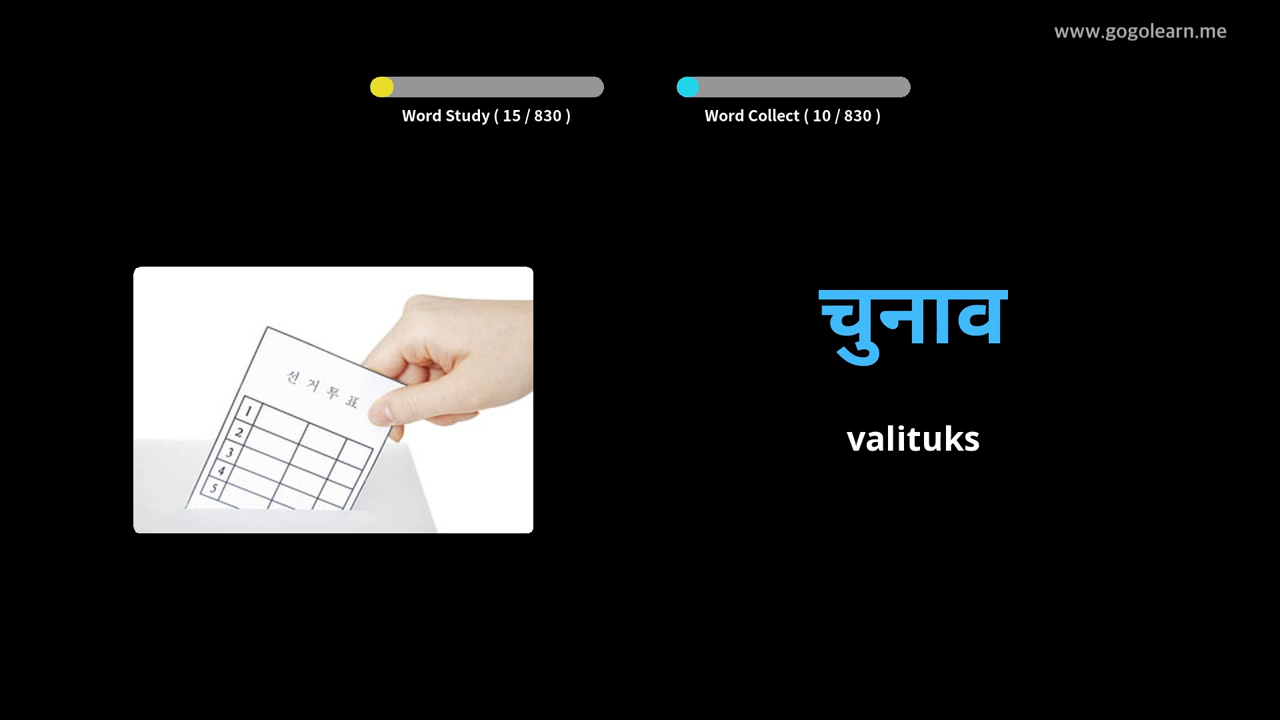 www.gogolearn.me
Word Study ( 15 / 830 )
Word Collect ( 10 / 830 )
चुनाव
valituks
선거투표
1
2
3
4
5